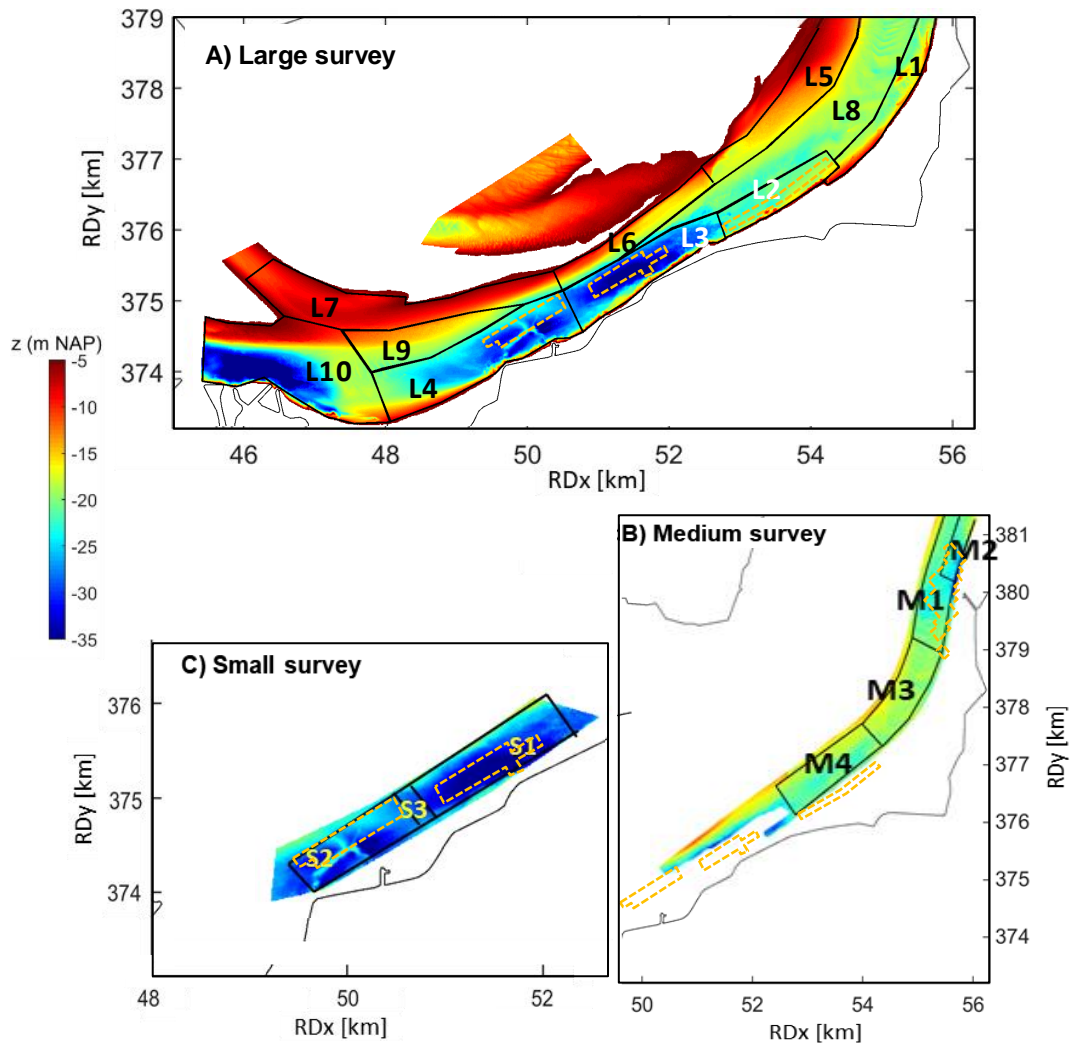 A) Large survey
379
378
377
376
375
374
RDy [km]
L5
L1
L8
L2
L3
L6
L7
L9
L10
L4
46
48
50
52
54
56
RDx [km]
z (m NAP)
-5
-10
-15
-20
-25
-30
-35
B) Medium survey
M2
M1
M3
M4
381
380
379
378
377
376
375
374
RDy [km]
50
52
54
56
RDx [km]
C) Small survey
376
375
374
RDy [km]
S1
S3
S2
48
50
52
RDx [km]